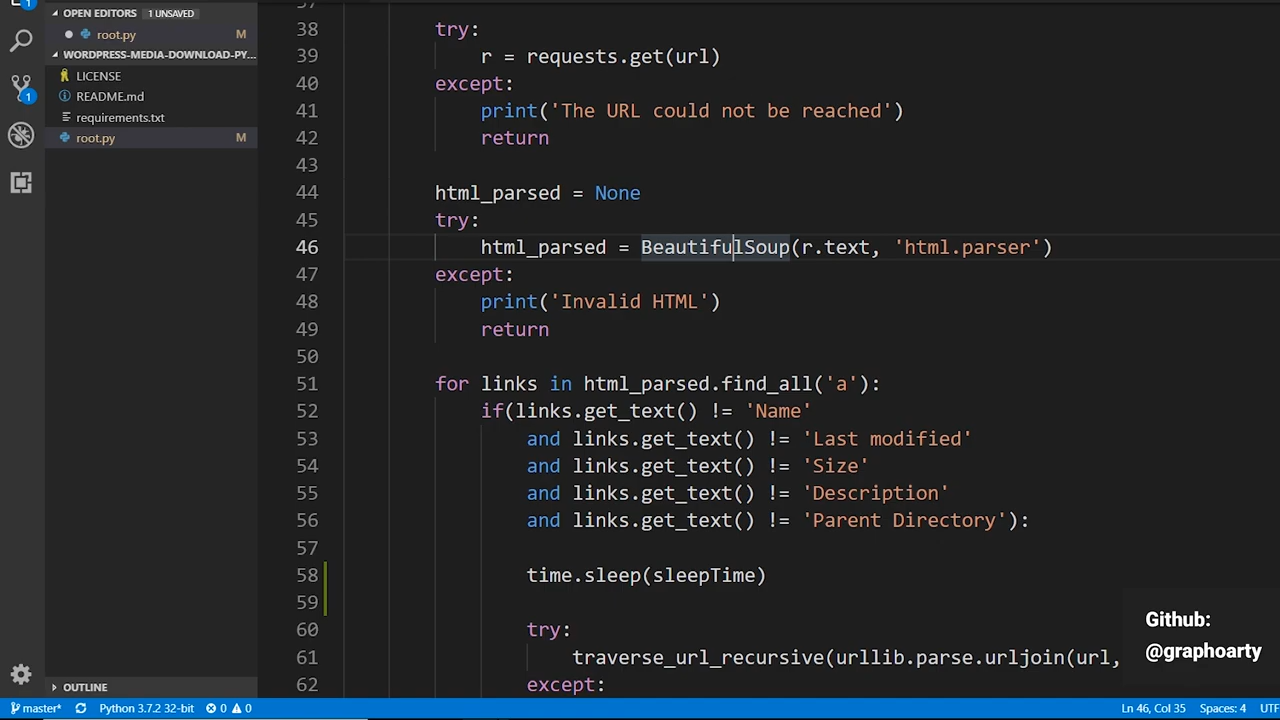 1
OPEN EDITORS 1 UNSAVED
root.py M
WORDPRESS-MEDIA-DOWNLOAD-PY...
LICENSE
README.md
requirements.txt
root.py M
1
OUTLINE
37
38 try:
39 r = requests.get(url)
40 except:
41 print('The URL could not be reached')
42 return
43
44 html_parsed = None
45 try:
46 html_parsed = BeautifulSoup(r.text, 'html.parser')
47 except:
48 print('Invalid HTML')
49 return
50
51 for links in html_parsed.find_all('a'):
52 if(links.get_text() != 'Name'
53 and links.get_text() != 'Last modified'
54 and links.get_text() != 'Size'
55 and links.get_text() != 'Description'
56 and links.get_text() != 'Parent Directory'):
57
58 time.sleep(sleepTime)
59
60 try:
61 traverse_url_recursive(urllib.parse.urljoin(url,
62 except:
Github:
@graphoarty
master* Python 3.7.2 32-bit 0 0 Ln 46, Col 35 Spaces: 4 UTF